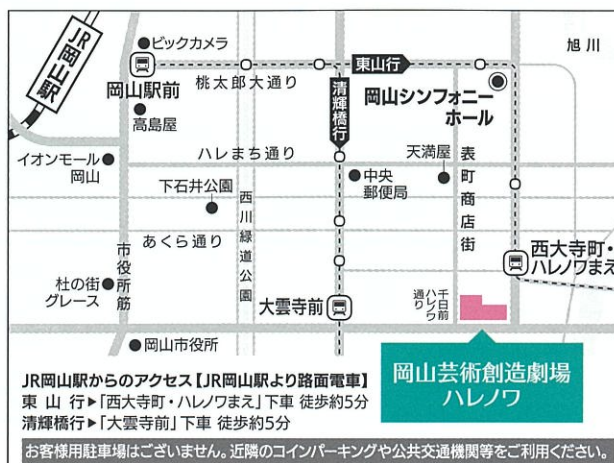 JR岡山駅
ビックカメラ
旭川
東山行
岡山駅前
桃太郎大通り
清輝橋行
岡山シンフォニー
ホール
高島屋
ハレまち通り
天満屋
表町商店街
イオンモール
岡山
下石井公園
中央
郵便局
西川緑道公園
あくら通り
市役所筋
西大寺町・
ハレノワまえ
杜の街
グレース
大雲寺前
千日前
ハレノワ
通り
岡山市役所
岡山芸術創造劇場
ハレノワ
JR岡山駅からのアクセス【JR岡山駅より路面電車】
東 山 行▶「西大寺町・ハレノワまえ」下車 徒歩約5分
清輝橋行▶「大雲寺前」下車 徒歩約5分
お客様用駐車場はございません。近隣のコインパーキングや公共交通機関等をご利用ください。